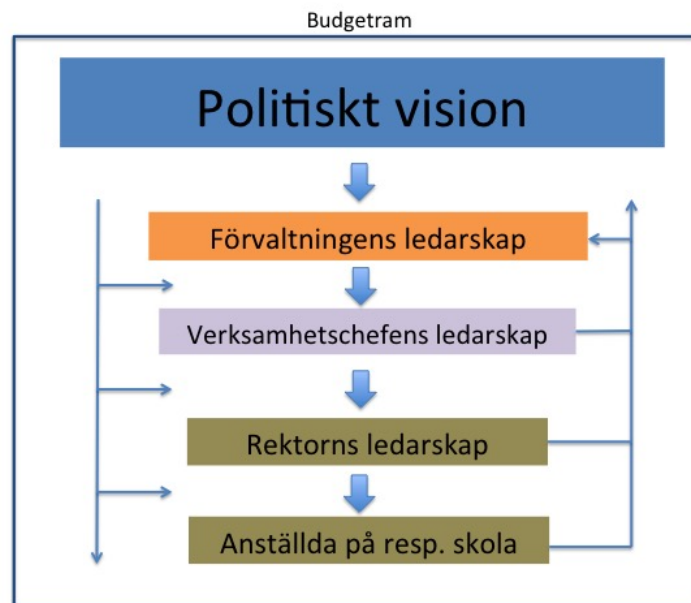 Budgetram
Politiskt vision
Förvaltningens ledarskap
Verksamhetschefens ledarskap
Rektorns ledarskap
Anställda på resp. skola